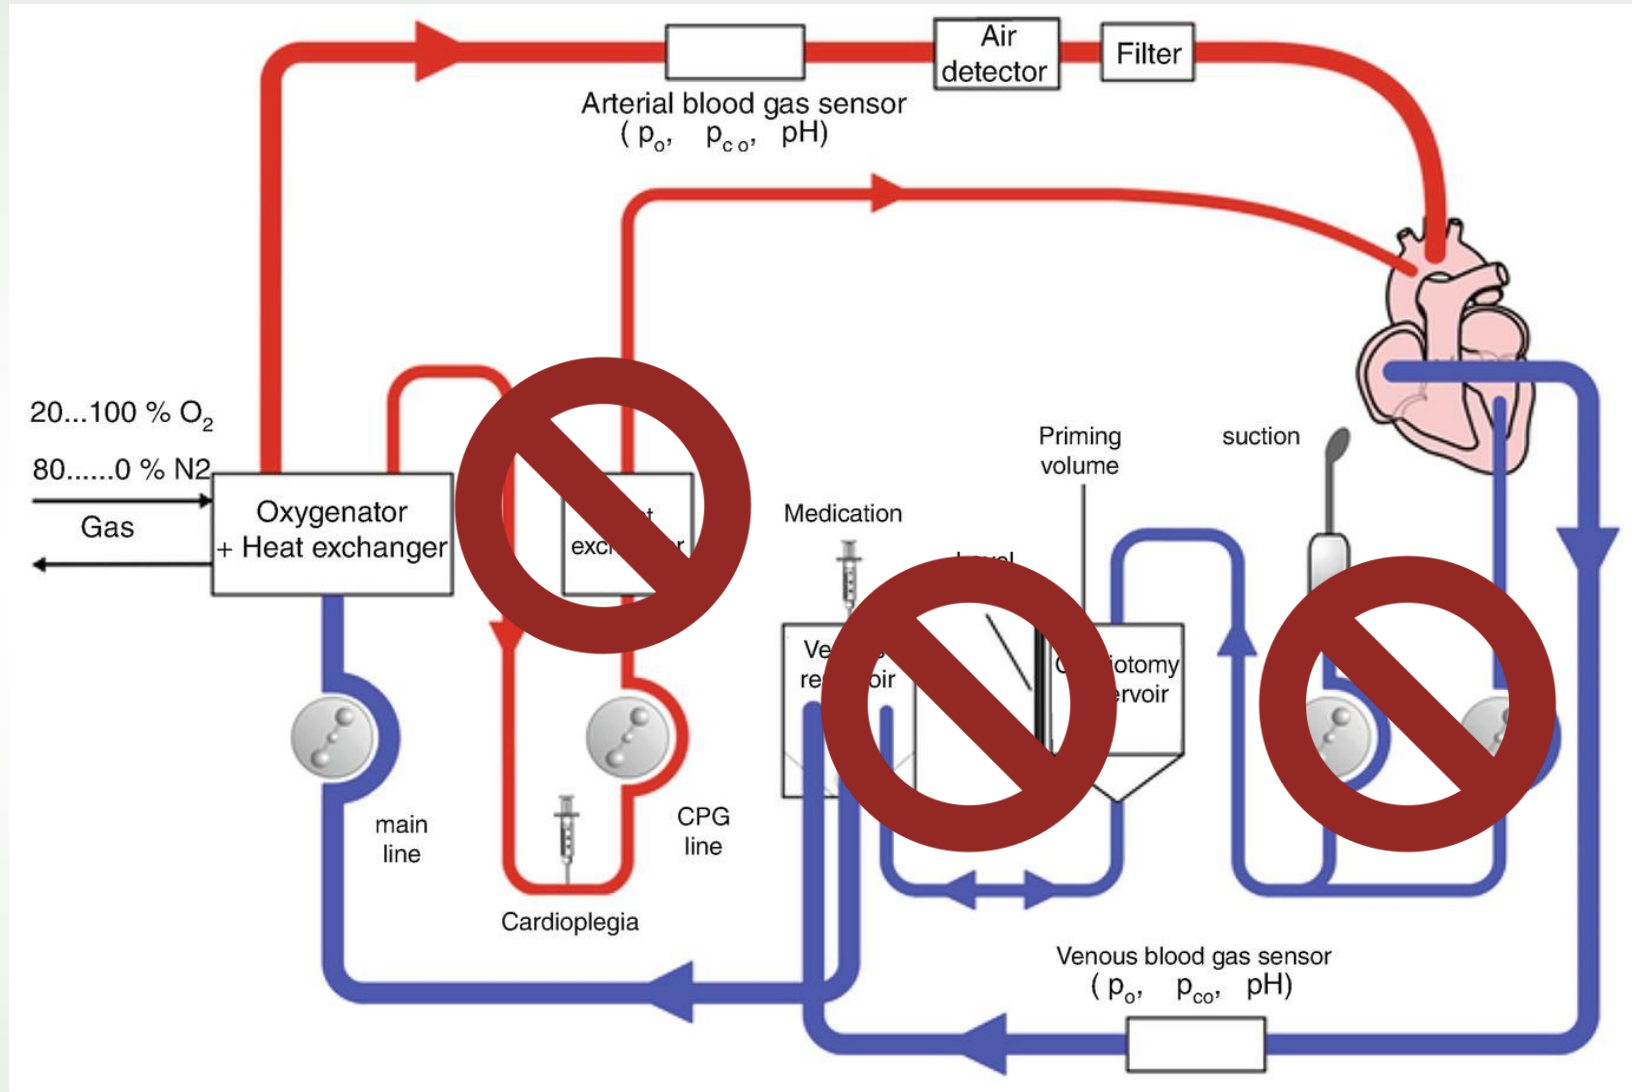 Air
detector
Filter
Arterial blood gas sensor
( po, pc o, pH)
20...100 % O2
80......0 % N2
Gas
Oxygenator
+ Heat exchanger
Priming
volume
suction
Medication
main
line
CPG
line
Cardioplegia
Venous blood gas sensor
( po, pco, pH)